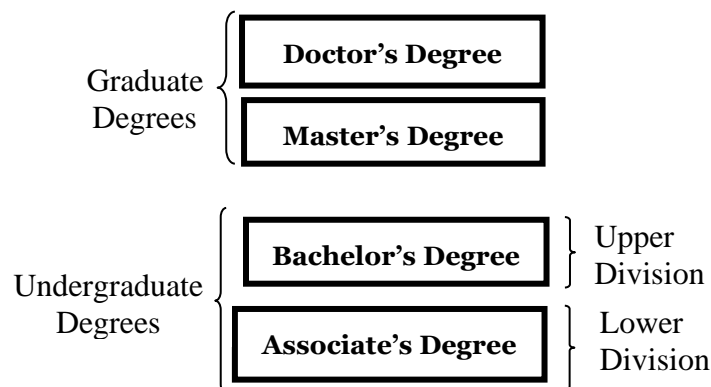 Doctor’s Degree
Graduate
Degrees
Master’s Degree
Bachelor’s Degree
Upper
Division
Undergraduate
Degrees
Associate’s Degree
Lower
Division